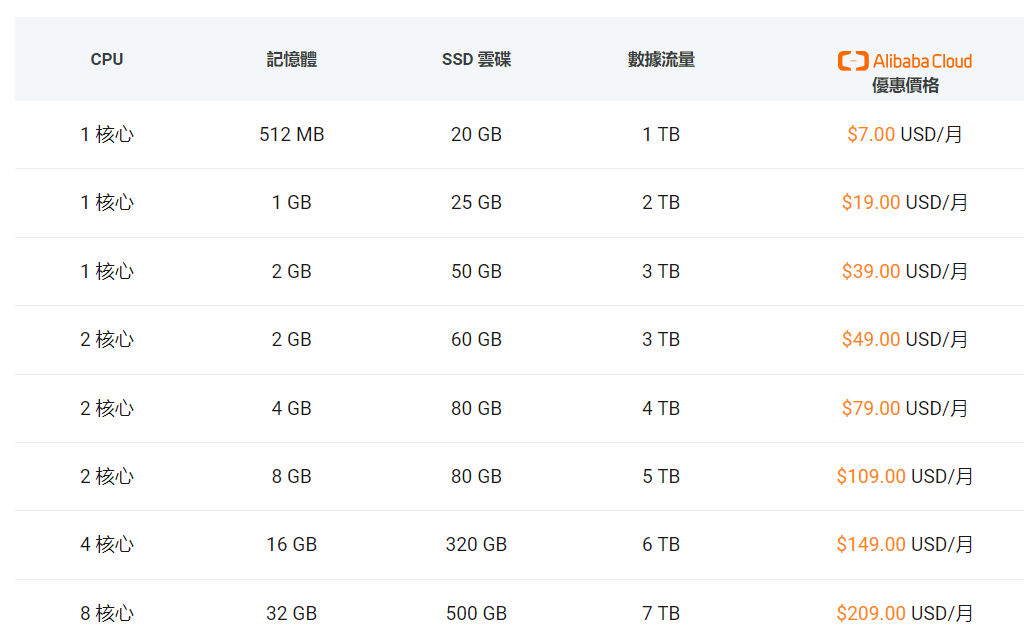 CPU 記憶體 SSD 雲碟 數據流量 Alibaba Cloud
優惠價格
1 核心 512 MB 20 GB 1 TB $7.00 USD/月
1 核心 1 GB 25 GB 2 TB $19.00 USD/月
1 核心 2 GB 50 GB 3 TB $39.00 USD/月
2 核心 2 GB 60 GB 3 TB $49.00 USD/月
2 核心 4 GB 80 GB 4 TB $79.00 USD/月
2 核心 8 GB 80 GB 5 TB $109.00 USD/月
4 核心 16 GB 320 GB 6 TB $149.00 USD/月
8 核心 32 GB 500 GB 7 TB $209.00 USD/月